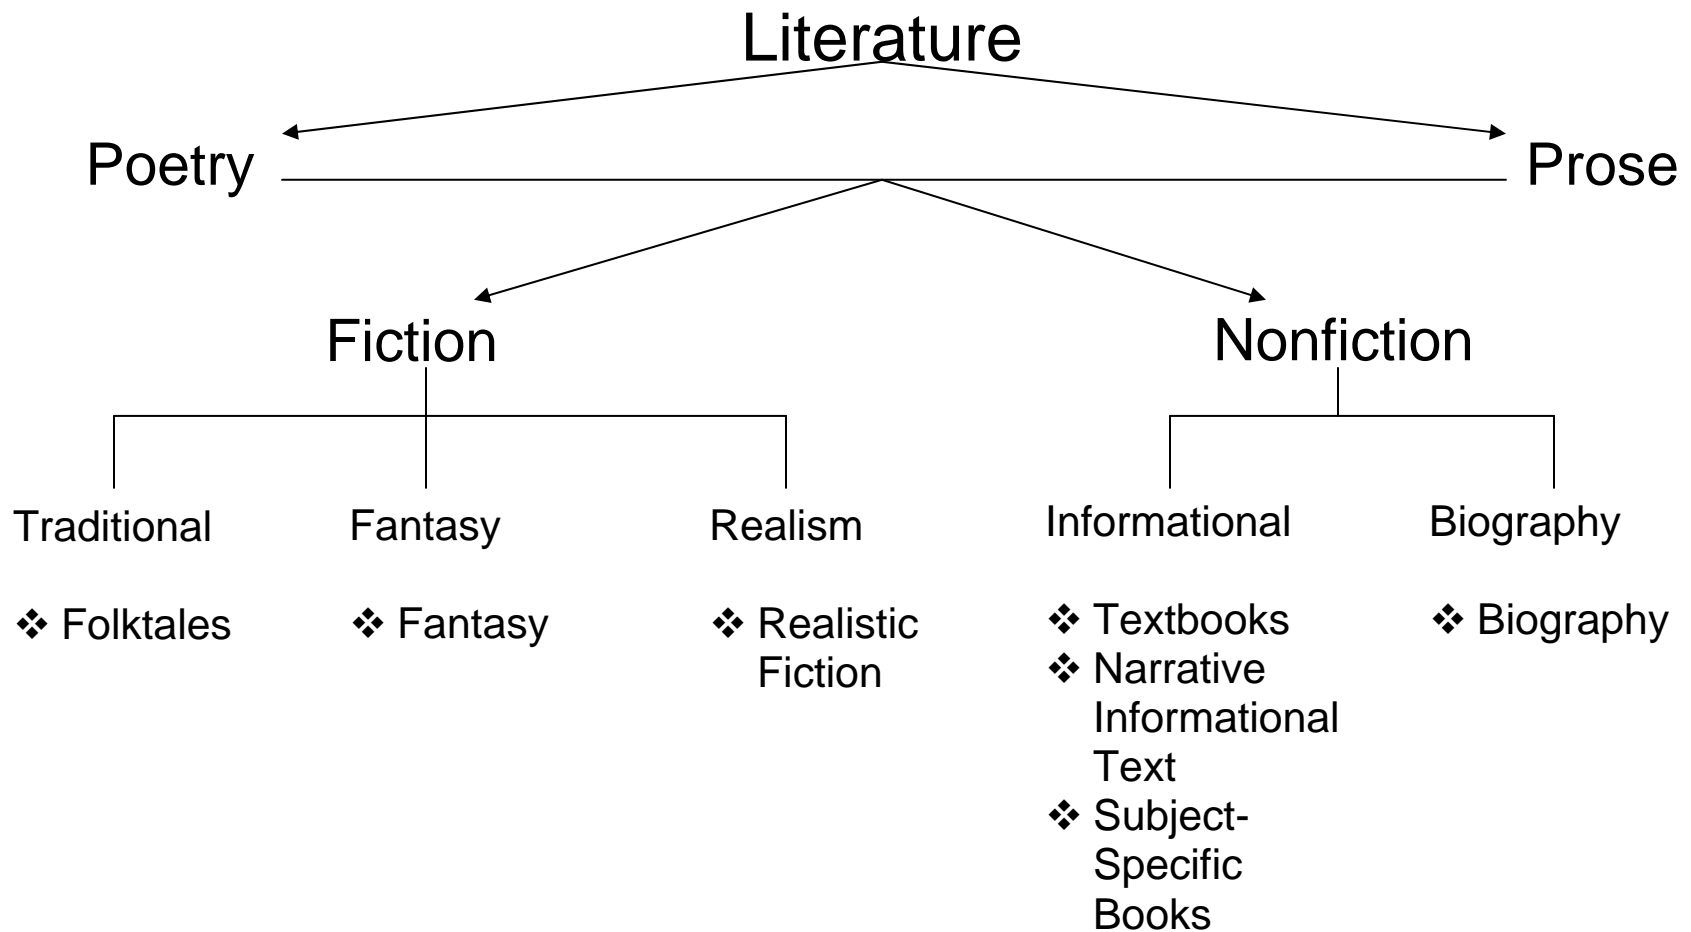 Literature
Poetry
Prose
Fiction
Nonfiction
Traditional
❖ Folktales
Fantasy
❖ Fantasy
Realism
❖ Realistic
Fiction
Informational
❖ Textbooks
❖ Narrative
Informational
Text
❖ Subject-
Specific
Books
Biography
❖ Biography